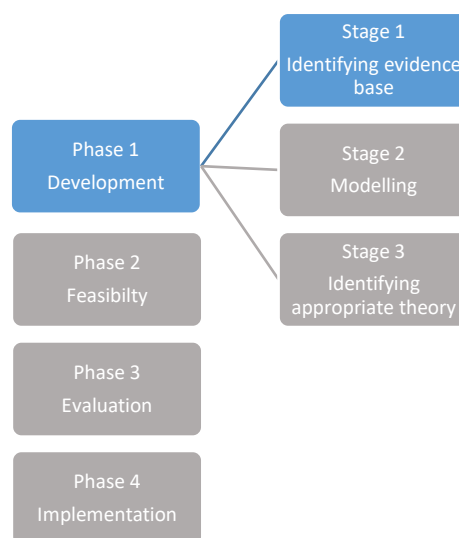 Stage 1
Identifying evidence
base
Phase 1
Development
Stage 2
Modelling
Stage 3
Identifying
appropriate theory
Phase 2
Feasibilty
Phase 3
Evaluation
Phase 4
Implementation